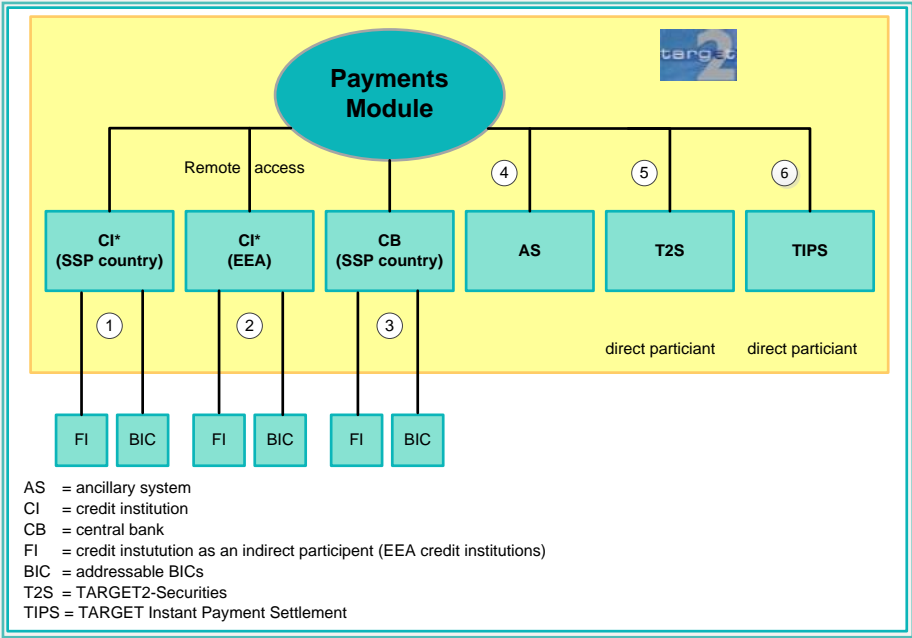 target
2
Payments
Module
Remote access
4
5
6
CI*
(SSP country)
CI*
(EEA)
CB
(SSP country)
AS
T2S
TIPS
1
2
3
direct particiant
direct particiant
FI
BIC
FI
BIC
FI
BIC
AS = ancillary system
CI = credit institution
CB = central bank
FI = credit instutution as an indirect participent (EEA credit institutions)
BIC = addressable BICs
T2S = TARGET2-Securities
TIPS = TARGET Instant Payment Settlement